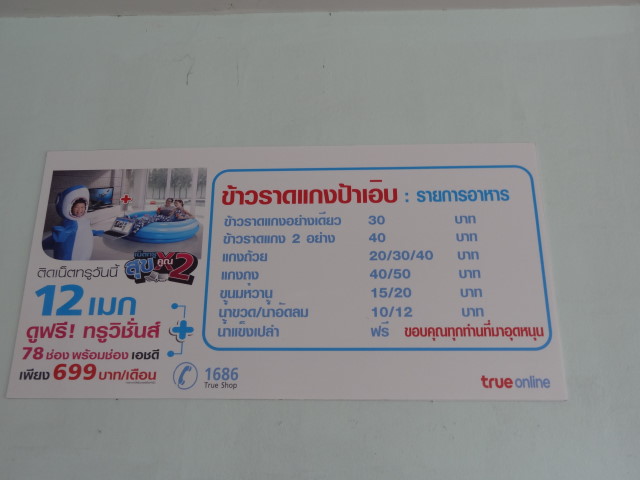 ติดเน็ตทรูวันนี้
สุข คูณ x2
12 เมก
ดูฟรี! ทรูวิชั่นส์
78 ช่อง พร้อมช่อง เอชดี
เพียง 699 บาท/เดือน
1686
True Shop
ข้าวราดแกงป้าเอิบ : รายการอาหาร
ข้าวราดแกงอย่างเดียว 30 บาท
ข้าวราดแกง 2 อย่าง 40 บาท
แกงถ้วย 20/30/40 บาท
แกงถุง 40/50 บาท
ขนมหวาน 15/20 บาท
น้ำขวด/น้ำอัดลม 10/12 บาท
น้ำแข็งเปล่า ฟรี ขอบคุณทุกท่านที่มาอุดหนุน
true online